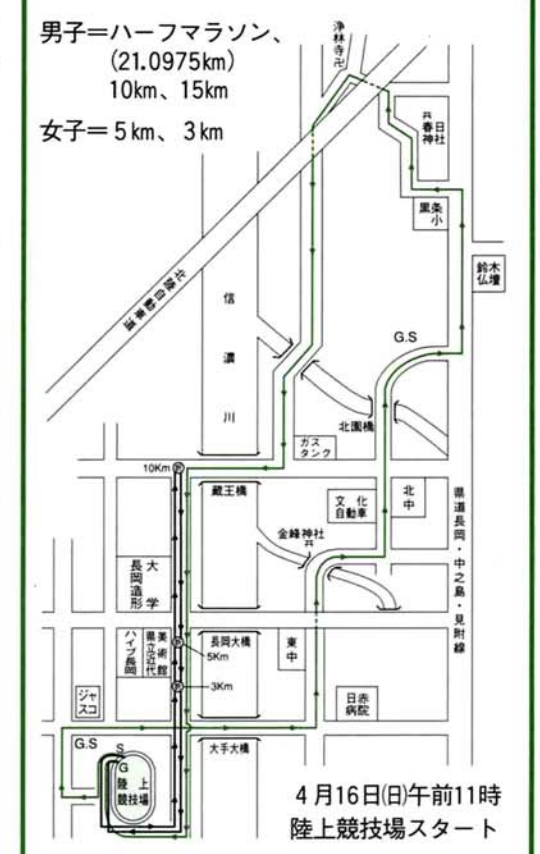 男子＝ハーフマラソン、
(21.0975km)
10km、15km
女子＝5km、3km
浄林寺卍
春日神社
黒条小
鈴木仏壇
北陸自動車道
信濃川
G.S
北園橋
ガスタンク
10Km
蔵王橋
文化自動車
北中
金峰神社
県道長岡・中之島・見附線
長岡造形大学
ハイブ長岡
県立近代美術館
長岡大橋
5Km
東中
3Km
ジャスコ
日赤病院
G.S
S
G
大手大橋
陸上競技場
4月16日(日)午前11時
陸上競技場スタート